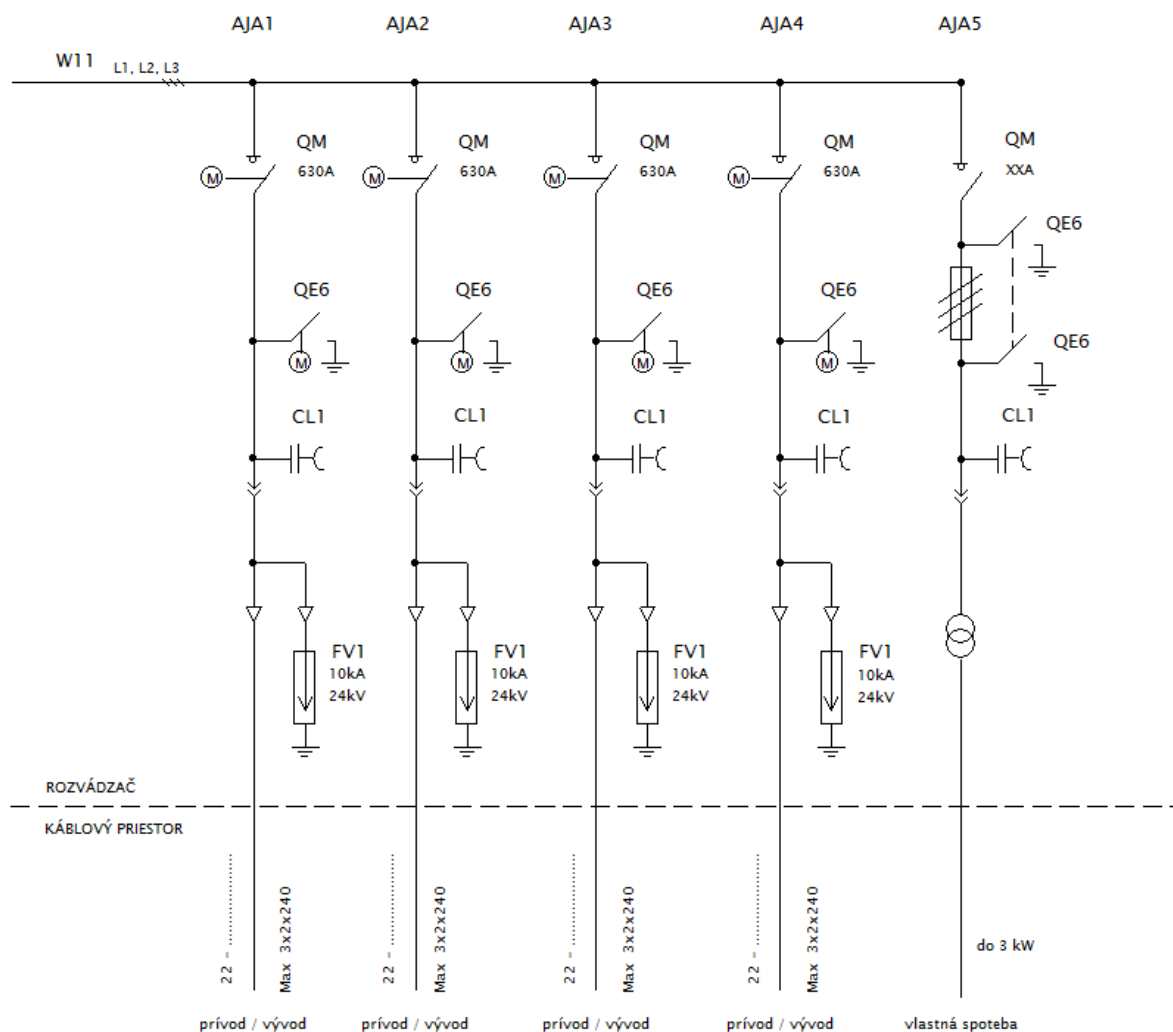 AJA1 AJA2 AJA3 AJA4 AJA5
W11 L1, L2, L3
QM QM QM QM QM
630A 630A 630A 630A XXA
M M M M
QE6
QE6 QE6 QE6 QE6
QE6
M M M M
CL1 CL1 CL1 CL1 CL1
FV1 FV1 FV1 FV1
10kA 10kA 10kA 10kA
24kV 24kV 24kV 24kV
ROZVÁDZAČ
KÁBLOVÝ PRIESTOR
22 - ............... Max 3x2x240
22 - ............... Max 3x2x240
22 - ............... Max 3x2x240
22 - ............... Max 3x2x240
do 3 kW
prívod / vývod prívod / vývod prívod / vývod prívod / vývod vlastná spoteba